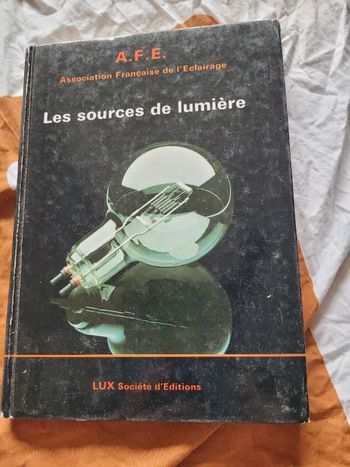 A.F.E.
Association Française de l'Eclairage
Les sources de lumière
LUX Société d'Editions